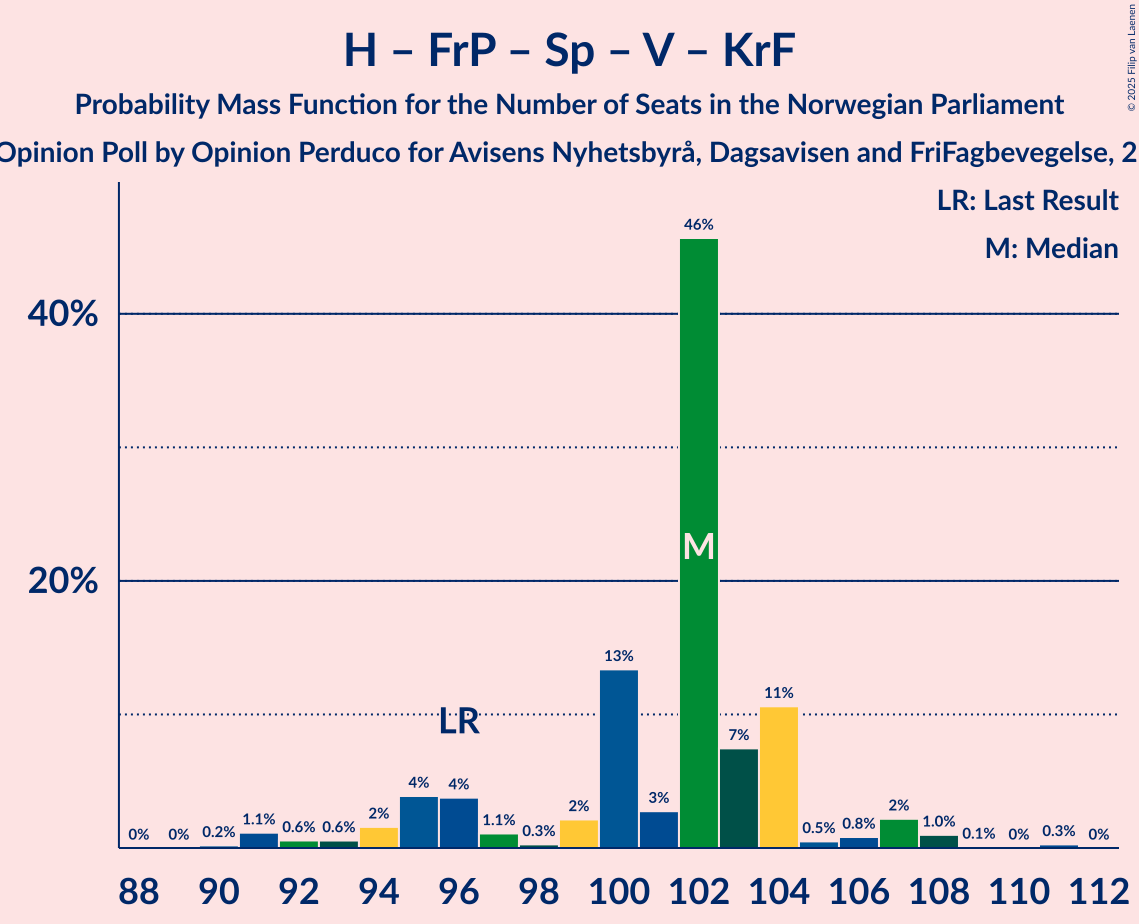 H – FrP – Sp – V – KrF
Probability Mass Function for the Number of Seats in the Norwegian Parliament
Opinion Poll by Opinion Perduco for Avisens Nyhetsbyrå, Dagsavisen and FriFagbevegelse, 2
© 2025 Filip van Laenen
LR: Last Result
M: Median
40%
20%
0% 0% 0.2% 1.1% 0.6% 0.6% 2% 4% 4% 1.1% 0.3% 2% 13% 3% 46% 7% 11% 0.5% 0.8% 2% 1.0% 0.1% 0% 0.3% 0%
LR
M
88 90 92 94 96 98 100 102 104 106 108 110 112